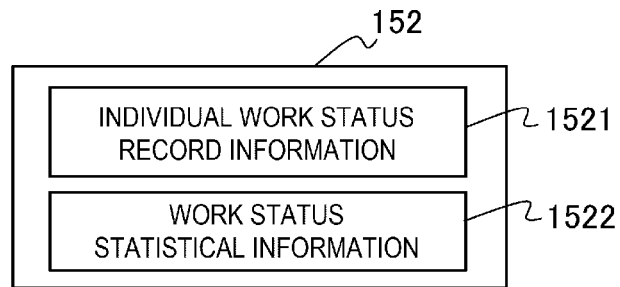 152
INDIVIDUAL WORK STATUS
RECORD INFORMATION
1521
WORK STATUS
STATISTICAL INFORMATION
1522